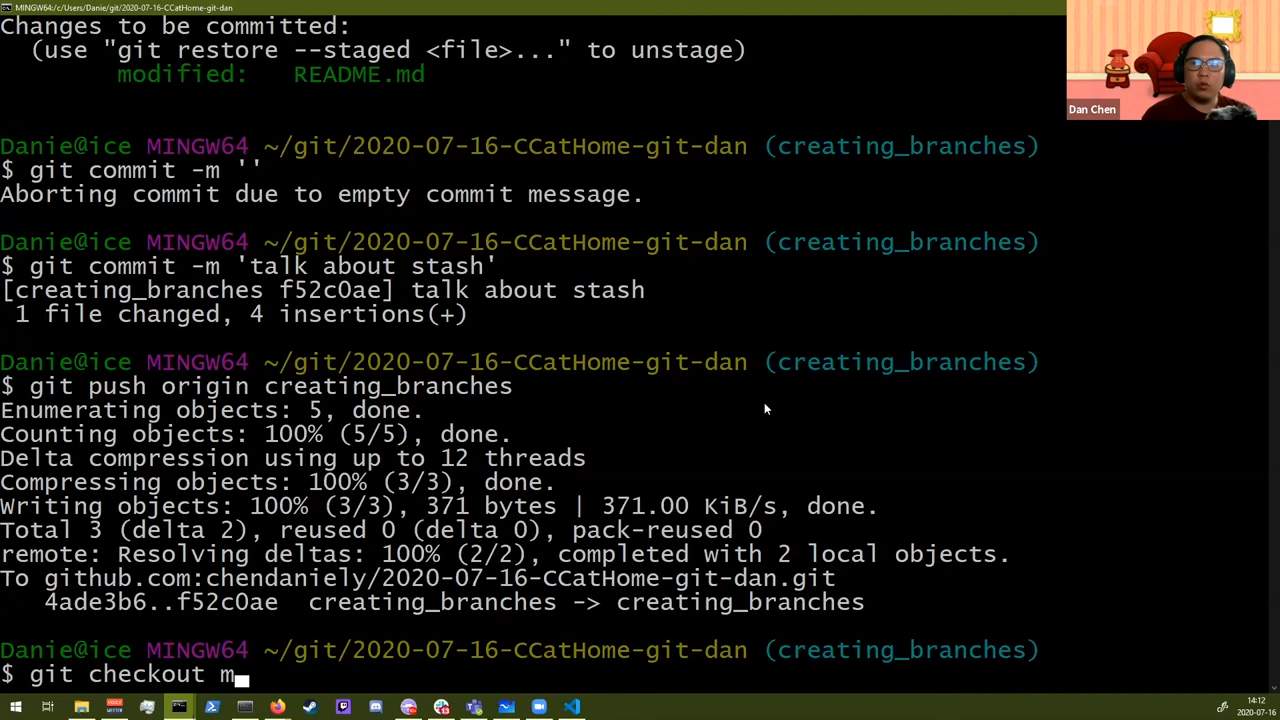 MINGW64:/c/Users/Danie/git/2020-07-16-CCatHome-git-dan
Changes to be committed:
(use "git restore --staged <file>..." to unstage)
modified: README.md
Danie@ice MINGW64 ~/git/2020-07-16-CCatHome-git-dan (creating_branches)
$ git commit -m ''
Aborting commit due to empty commit message.
Danie@ice MINGW64 ~/git/2020-07-16-CCatHome-git-dan (creating_branches)
$ git commit -m 'talk about stash'
[creating_branches f52c0ae] talk about stash
1 file changed, 4 insertions(+)
Danie@ice MINGW64 ~/git/2020-07-16-CCatHome-git-dan (creating_branches)
$ git push origin creating_branches
Enumerating objects: 5, done.
Counting objects: 100% (5/5), done.
Delta compression using up to 12 threads
Compressing objects: 100% (3/3), done.
Writing objects: 100% (3/3), 371 bytes | 371.00 KiB/s, done.
Total 3 (delta 2), reused 0 (delta 0), pack-reused 0
remote: Resolving deltas: 100% (2/2), completed with 2 local objects.
To github.com:chendaniely/2020-07-16-CCatHome-git-dan.git
4ade3b6..f52c0ae creating_branches -> creating_branches
Danie@ice MINGW64 ~/git/2020-07-16-CCatHome-git-dan (creating_branches)
$ git checkout m
Dan Chen
14:12
2020-07-16